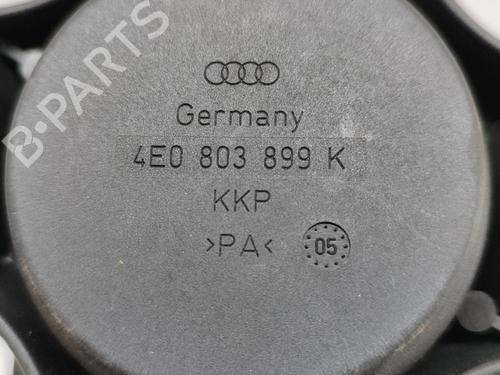 B-PARTS
Germany
4E0 803 899 K
KKP
>PA< 05